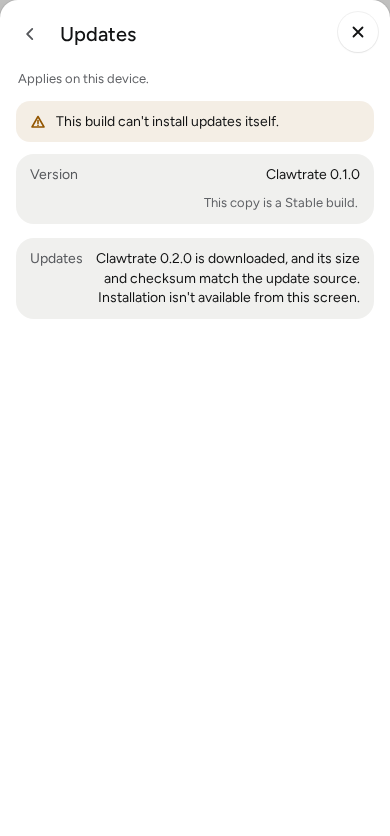 Updates
Applies on this device.
This build can't install updates itself.
Version
Clawtrate 0.1.0
This copy is a Stable build.
Updates
Clawtrate 0.2.0 is downloaded, and its size
and checksum match the update source.
Installation isn't available from this screen.